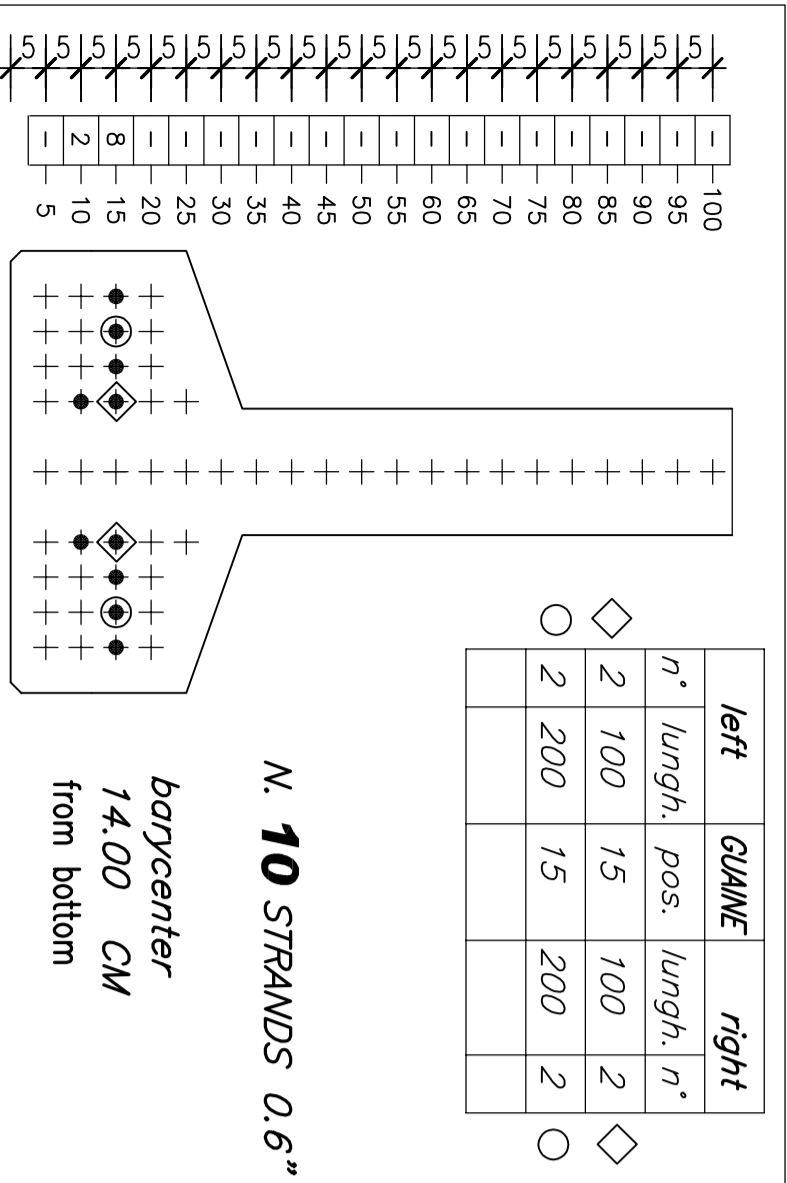 left GUAINE right
n° lungh. pos. lungh. n°
2 100 15 100 2
2 200 15 200 2
5 - 100
5 - 95
5 - 90
5 - 85
5 - 80
5 - 75
5 - 70
5 - 65
5 - 60
5 - 55
5 - 50
5 - 45
5 - 40
5 - 35
5 - 30
5 - 25
5 - 20
5 8 15
5 2 10
5 - 5
N. 10 STRANDS 0.6"
barycenter
14.00 CM
from bottom